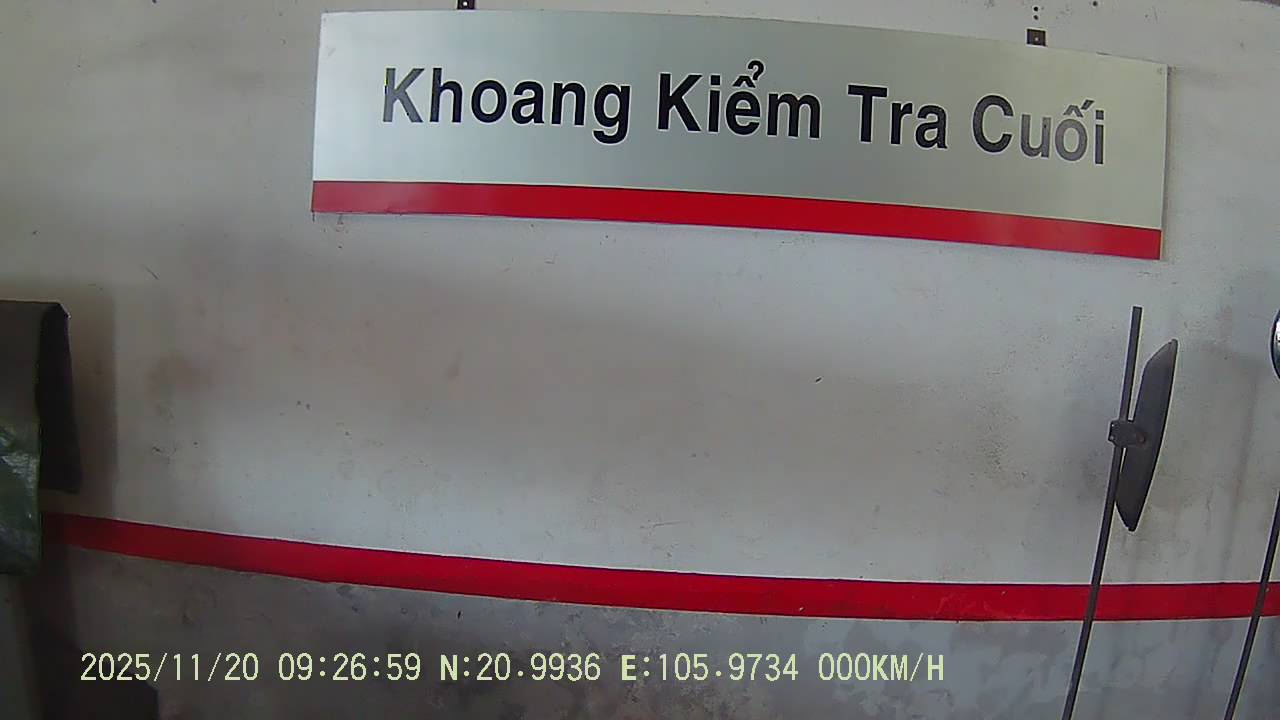 Khoang Kiểm Tra Cuối
2025/11/20 09:26:59 N:20.9936 E:105.9734 000KM/H